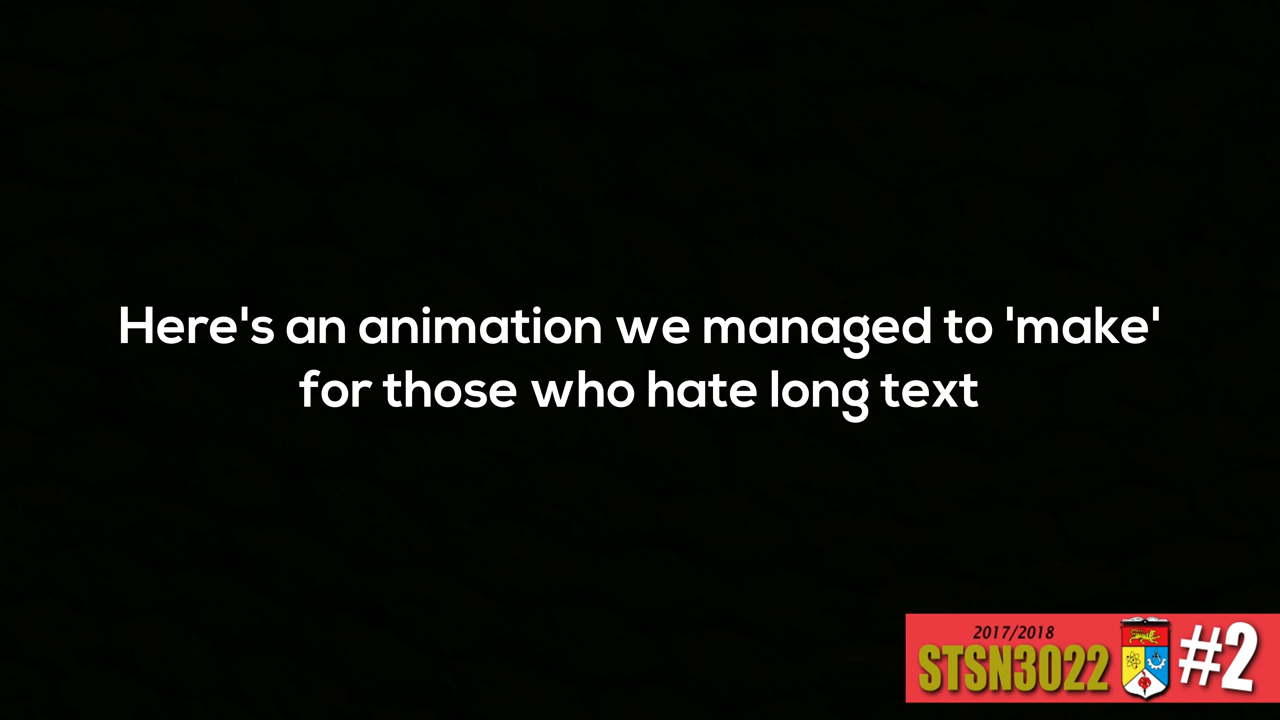 Here's an animation we managed to 'make'
for those who hate long text
2017/2018
STSN3022
#2